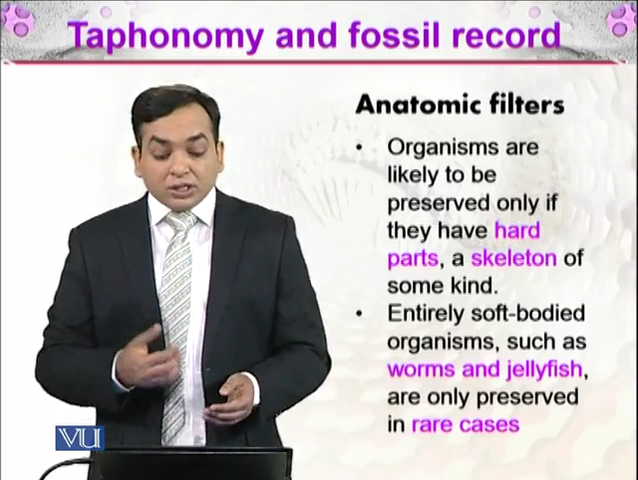 Taphonomy and fossil record
Anatomic filters
• Organisms are
likely to be
preserved only if
they have hard
parts, a skeleton of
some kind.
• Entirely soft-bodied
organisms, such as
worms and jellyfish,
are only preserved
in rare cases
VU